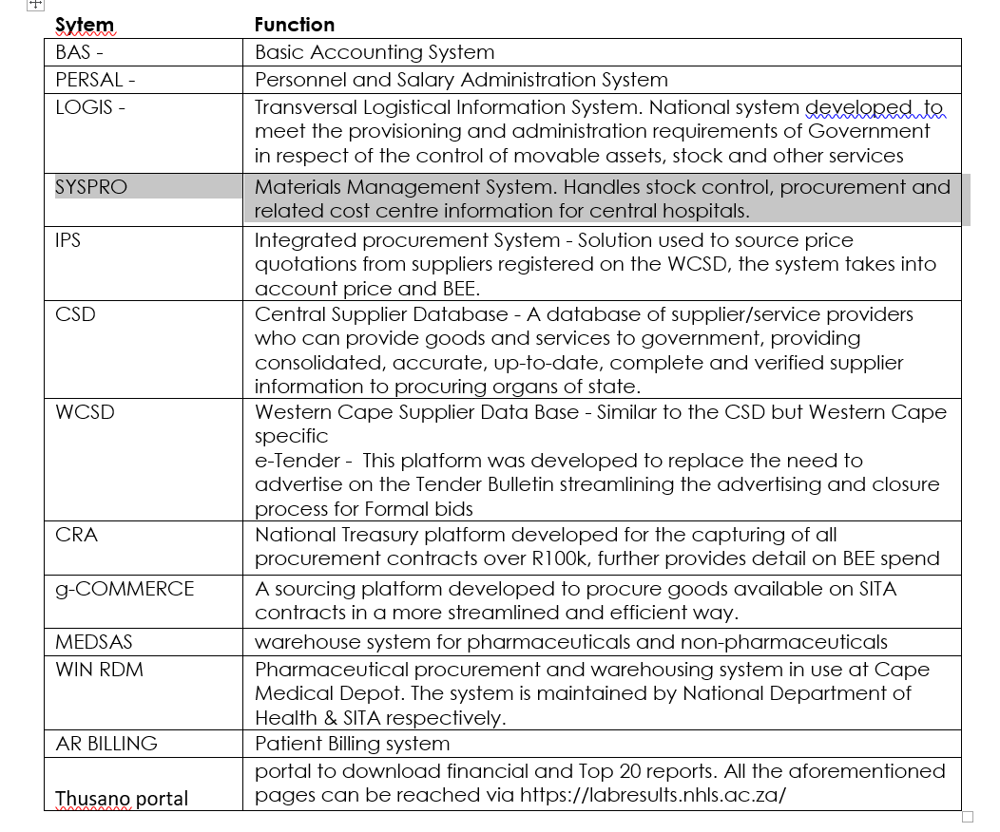 Sytem Function
BAS - Basic Accounting System
PERSAL - Personnel and Salary Administration System
LOGIS - Transversal Logistical Information System. National system developed  to
meet the provisioning and administration requirements of Government
in respect of the control of movable assets, stock and other services
SYSPRO Materials Management System. Handles stock control, procurement and
related cost centre information for central hospitals.
IPS Integrated procurement System - Solution used to source price
quotations from suppliers registered on the WCSD, the system takes into
account price and BEE.
CSD Central Supplier Database - A database of supplier/service providers
who can provide goods and services to government, providing
consolidated, accurate, up-to-date, complete and verified supplier
information to procuring organs of state.
WCSD Western Cape Supplier Data Base - Similar to the CSD but Western Cape
specific
e-Tender -  This platform was developed to replace the need to
advertise on the Tender Bulletin streamlining the advertising and closure
process for Formal bids
CRA National Treasury platform developed for the capturing of all
procurement contracts over R100k, further provides detail on BEE spend
g-COMMERCE A sourcing platform developed to procure goods available on SITA
contracts in a more streamlined and efficient way.
MEDSAS warehouse system for pharmaceuticals and non-pharmaceuticals
WIN RDM Pharmaceutical procurement and warehousing system in use at Cape
Medical Depot. The system is maintained by National Department of
Health & SITA respectively.
AR BILLING Patient Billing system
portal to download financial and Top 20 reports. All the aforementioned
Thusano portal pages can be reached via https://labresults.nhls.ac.za/